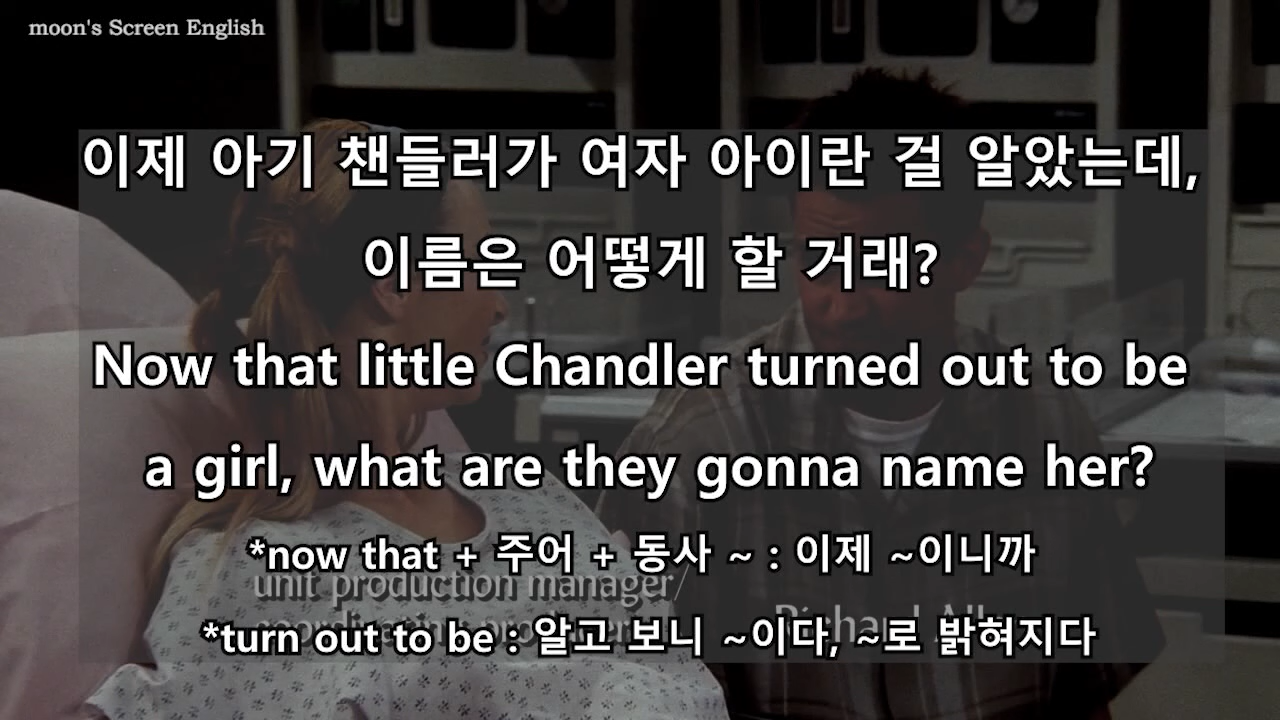 moon's Screen English
이제 아기 챈들러가 여자 아이란 걸 알았는데,
이름은 어떻게 할 거래?
Now that little Chandler turned out to be
a girl, what are they gonna name her?
*now that + 주어 + 동사 ~ : 이제 ~이니까
unit production manager/
*turn out to be : 알고 보니 ~이다, ~로 밝혀지다